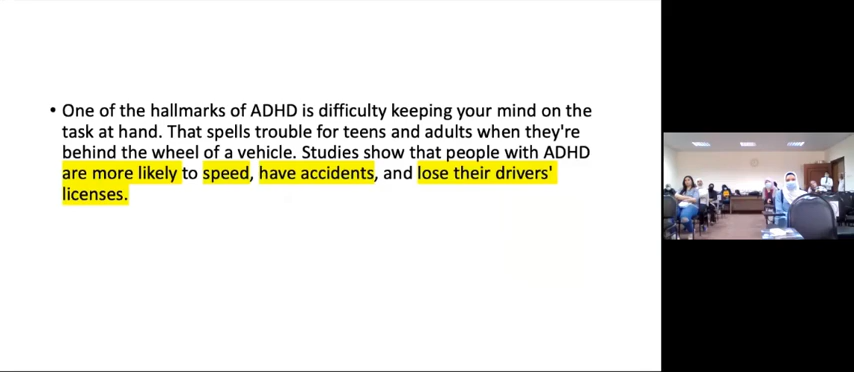 • One of the hallmarks of ADHD is difficulty keeping your mind on the
task at hand. That spells trouble for teens and adults when they're
behind the wheel of a vehicle. Studies show that people with ADHD
are more likely to speed, have accidents, and lose their drivers'
licenses.